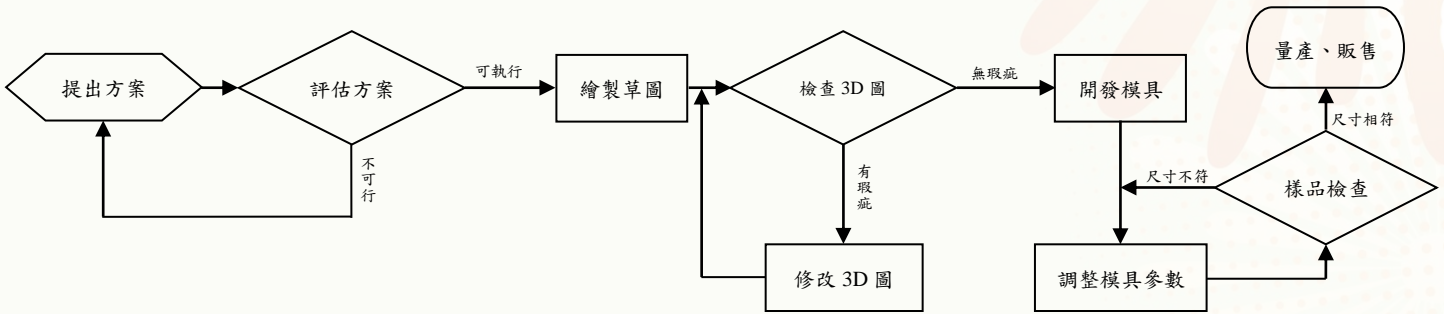 提出方案
評估方案
可執行
不可行
繪製草圖
檢查 3D 圖
有瑕疵
修改 3D 圖
無瑕疵
開發模具
調整模具參數
樣品檢查
尺寸不符
尺寸相符
量產、販售